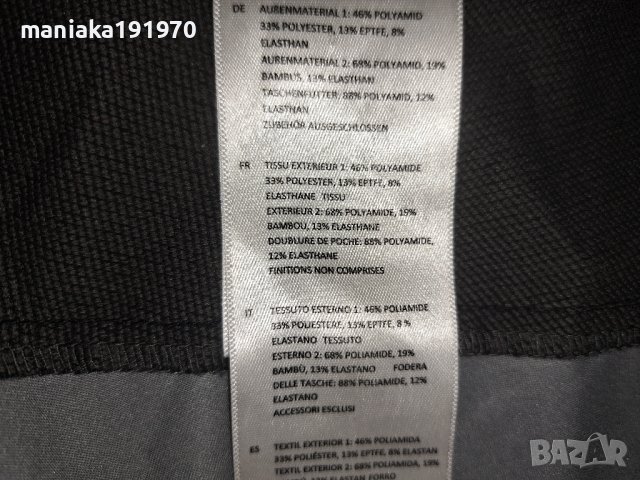 maniaka191970
DE AUßENMATERIAL 1: 46% POLYAMID
33% POLYESTER, 13% EPTFE, 8%
ELASTHAN
AUßENMATERIAL 2: 68% POLYAMID, 19%
BAMBUS, 13% ELASTHAN
TASCHENFUTTER: 88% POLYAMID, 12%
ELASTHAN
ZUBEHÖR AUSGESCHLOSSEN
FR TISSU EXTERIEUR 1: 46% POLYAMIDE
33% POLYESTER, 13% EPTFE, 8%
ELASTHANE TISSU
EXTERIEUR 2: 68% POLYAMIDE, 19%
BAMBOU, 13% ELASTHANE
DOUBLURE DE POCHE: 88% POLYAMIDE,
12% ELASTHANE
FINITIONS NON COMPRISES
IT TESSUTO ESTERNO 1: 46% POLIAMIDE
33% POLIESTERE, 13% EPTFE, 8 %
ELASTANO TESSUTO
ESTERNO 2: 68% POLIAMIDE, 19%
BAMBÙ, 13% ELASTANO FODERA
DELLE TASCHE: 88% POLIAMIDE, 12%
ELASTANO
ACCESSORI ESCLUSI
ES TEXTIL EXTERIOR 1: 46% POLIAMIDA
33% POLIÉSTER, 13% EPTFE, 8% ELASTAN
TEXTIL EXTERIOR 2: 68% POLIAMIDA, 19%
13% ELASTAN FORRO
BAZAR